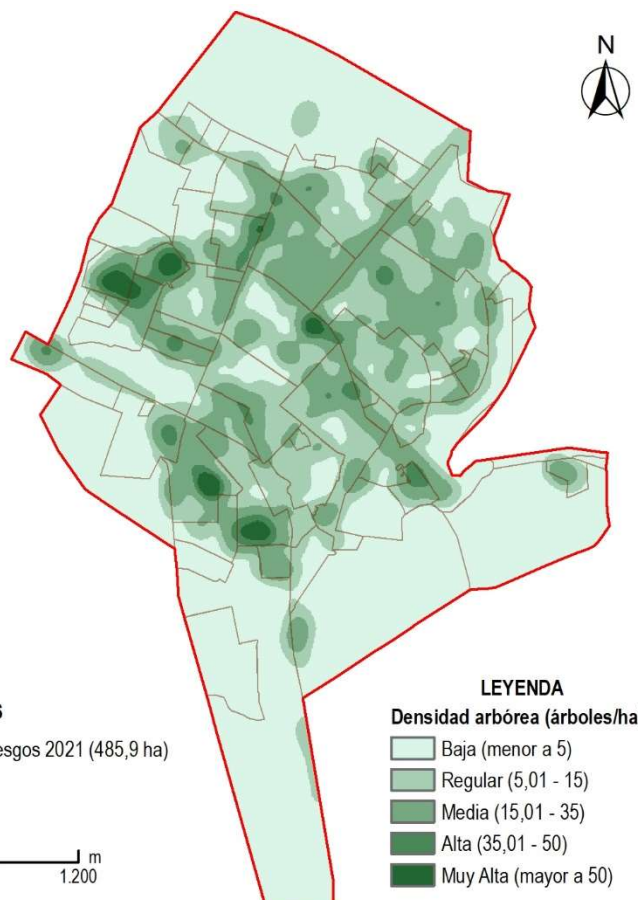 N
esgos 2021 (485,9 ha)
m
1.200
LEYENDA
Densidad arbórea (árboles/ha
Baja (menor a 5)
Regular (5,01 - 15)
Media (15,01 - 35)
Alta (35,01 - 50)
Muy Alta (mayor a 50)